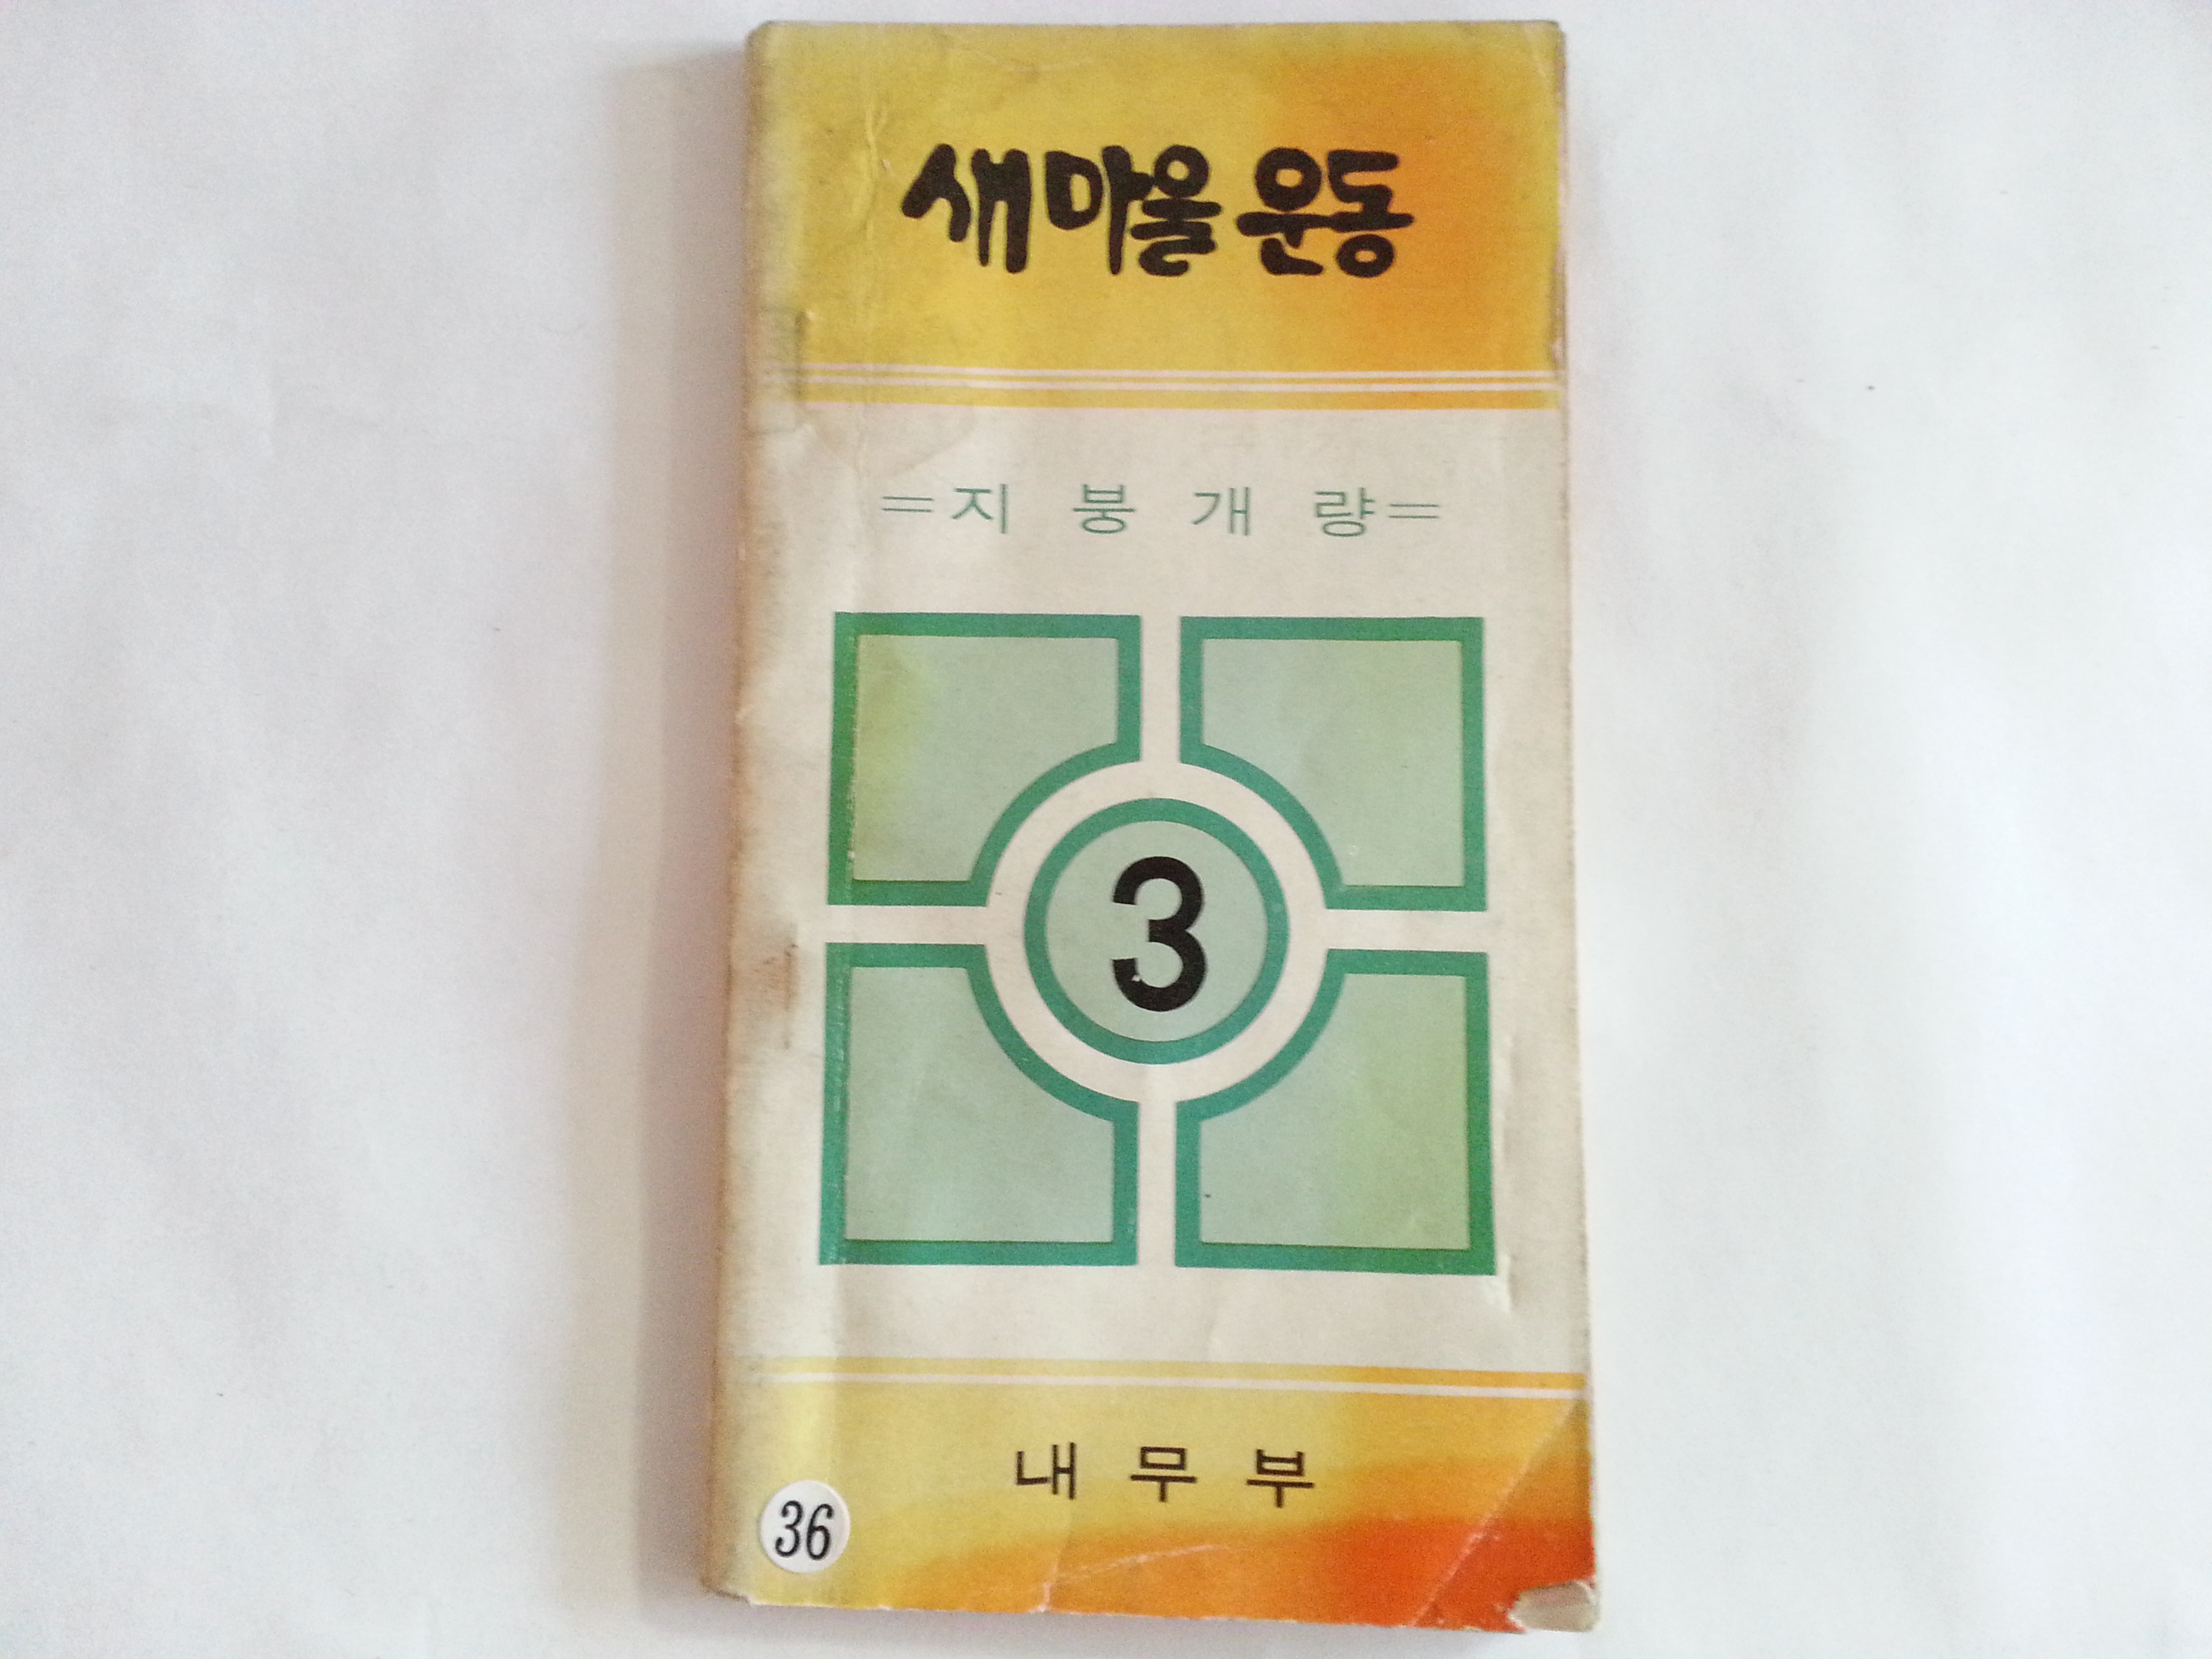 새마을 운동
=지 붕 개 량=
3
내 무 부
36